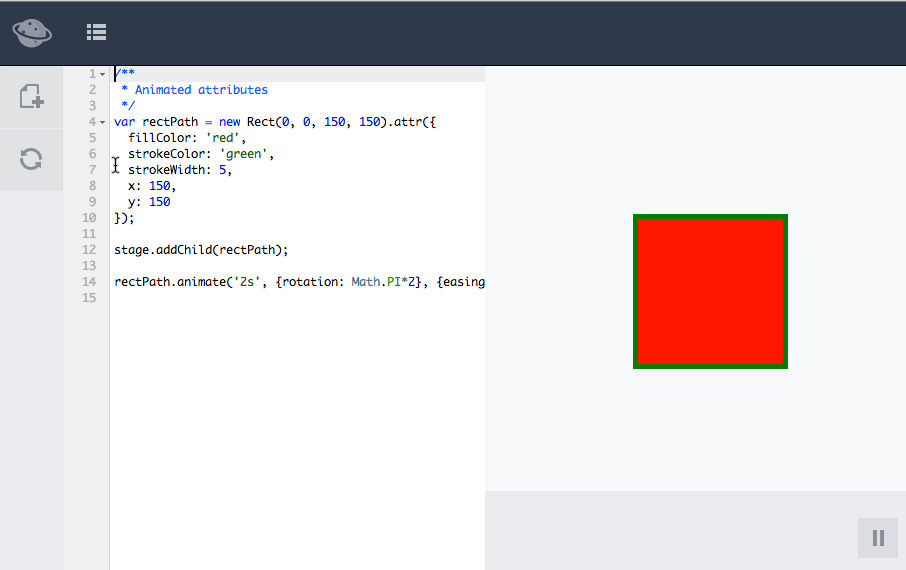 1 /**
2  * Animated attributes
3  */
4 var rectPath = new Rect(0, 0, 150, 150).attr({
5   fillColor: 'red',
6   strokeColor: 'green',
7   strokeWidth: 5,
8   x: 150,
9   y: 150
10 });
11
12 stage.addChild(rectPath);
13
14 rectPath.animate('2s', {rotation: Math.PI*2}, {easing
15